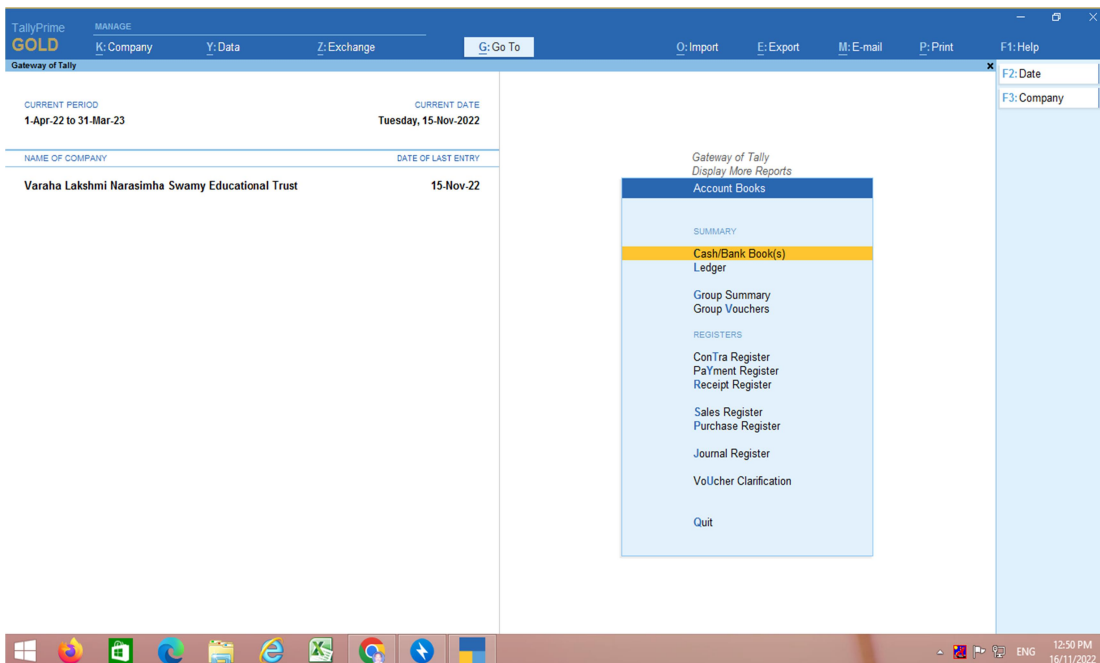 TallyPrime
GOLD
MANAGE
K: Company
Y: Data
Z: Exchange
G: Go To
O: Import
E: Export
M: E-mail
P: Print
F1: Help
Gateway of Tally
F2: Date
F3: Company
CURRENT PERIOD
CURRENT DATE
1-Apr-22 to 31-Mar-23
Tuesday, 15-Nov-2022
NAME OF COMPANY
DATE OF LAST ENTRY
Varaha Lakshmi Narasimha Swamy Educational Trust
15-Nov-22
Gateway of Tally
Display More Reports
Account Books
SUMMARY
Cash/Bank Book(s)
Ledger
Group Summary
Group Vouchers
REGISTERS
ConTra Register
PaYment Register
Receipt Register
Sales Register
Purchase Register
Journal Register
VoUcher Clarification
Quit
ENG
12:50 PM
16/11/2022